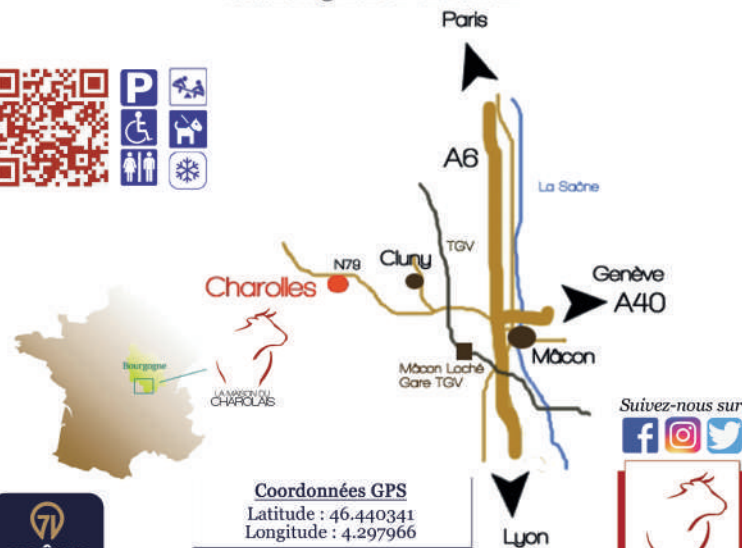 Paris
P
A6
La Saône
TGV
N79
Cluny
Charolles
Genève
A40
Bourgogne
LA MAISON DU
CHAROLAIS
Mâcon Loché
Gare TGV
Mâcon
Suivez-nous sur
Coordonnées GPS
Latitude : 46.440341
Longitude : 4.297966
71
Lyon